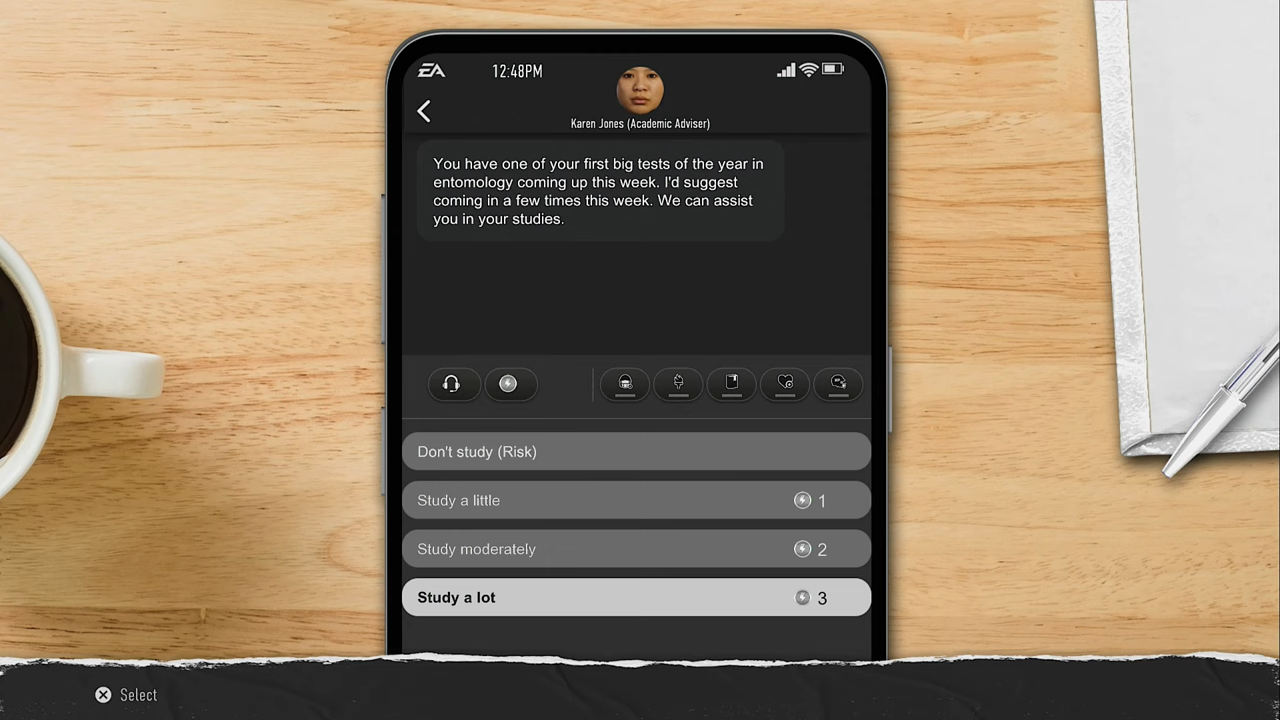 EA
12:48PM
Karen Jones (Academic Adviser)
You have one of your first big tests of the year in
entomology coming up this week. I'd suggest
coming in a few times this week. We can assist
you in your studies.
Don't study (Risk)
Study a little 1
Study moderately 2
Study a lot 3
Select